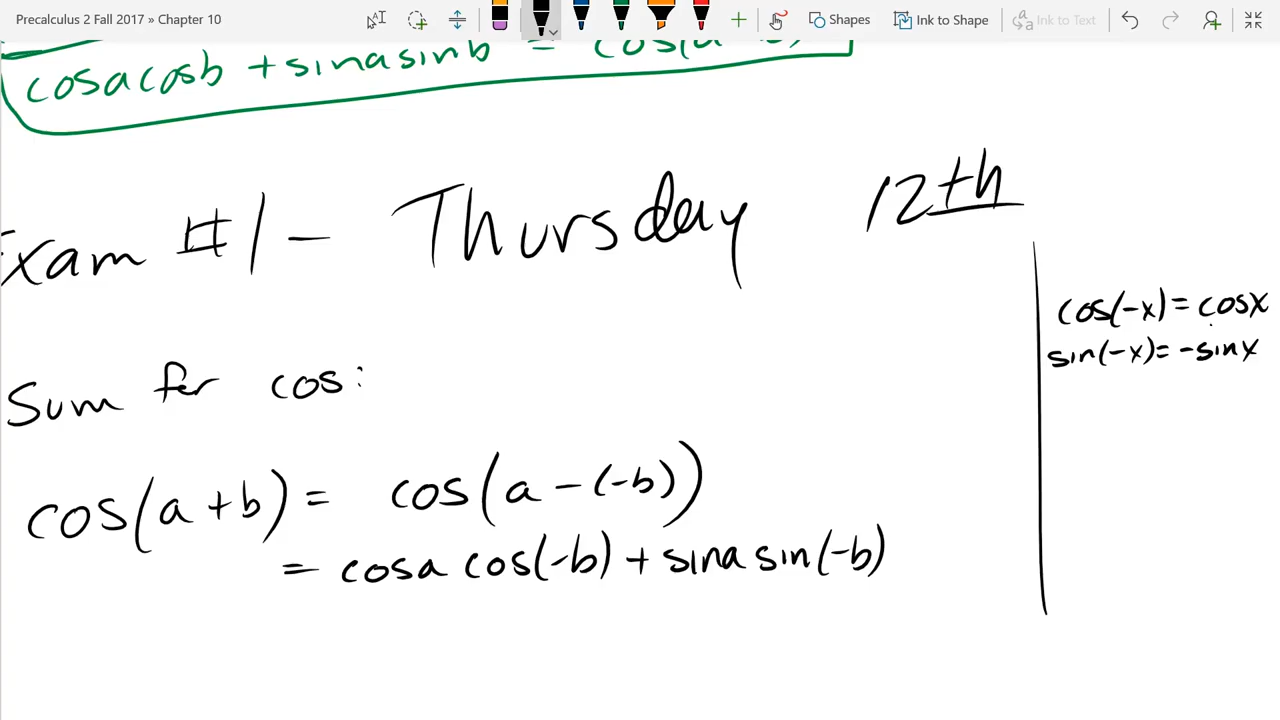 Precalculus 2 Fall 2017 » Chapter 10
Shapes
Ink to Shape
Ink to Text
cosacosb + sinasinb = cos(a
Exam #1 - Thursday 12th
cos(-x) = cosx
sin(-x) = -sinx
Sum for cos:
cos(a+b) = cos(a-(-b))
= cosa cos(-b) + sina sin(-b)